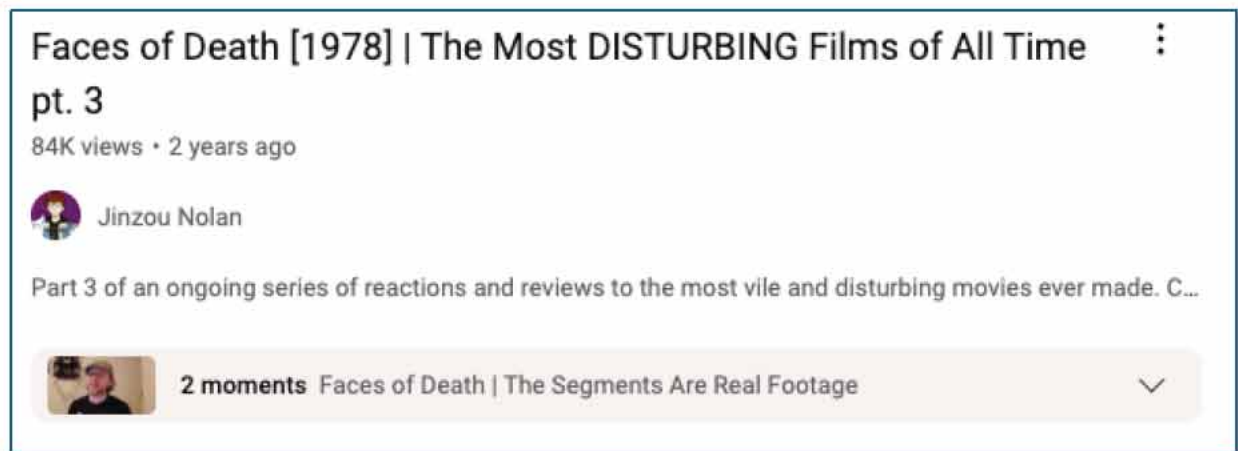 Faces of Death [1978] | The Most DISTURBING Films of All Time
pt. 3
84K views • 2 years ago
Jinzou Nolan
Part 3 of an ongoing series of reactions and reviews to the most vile and disturbing movies ever made. C...
2 moments Faces of Death | The Segments Are Real Footage